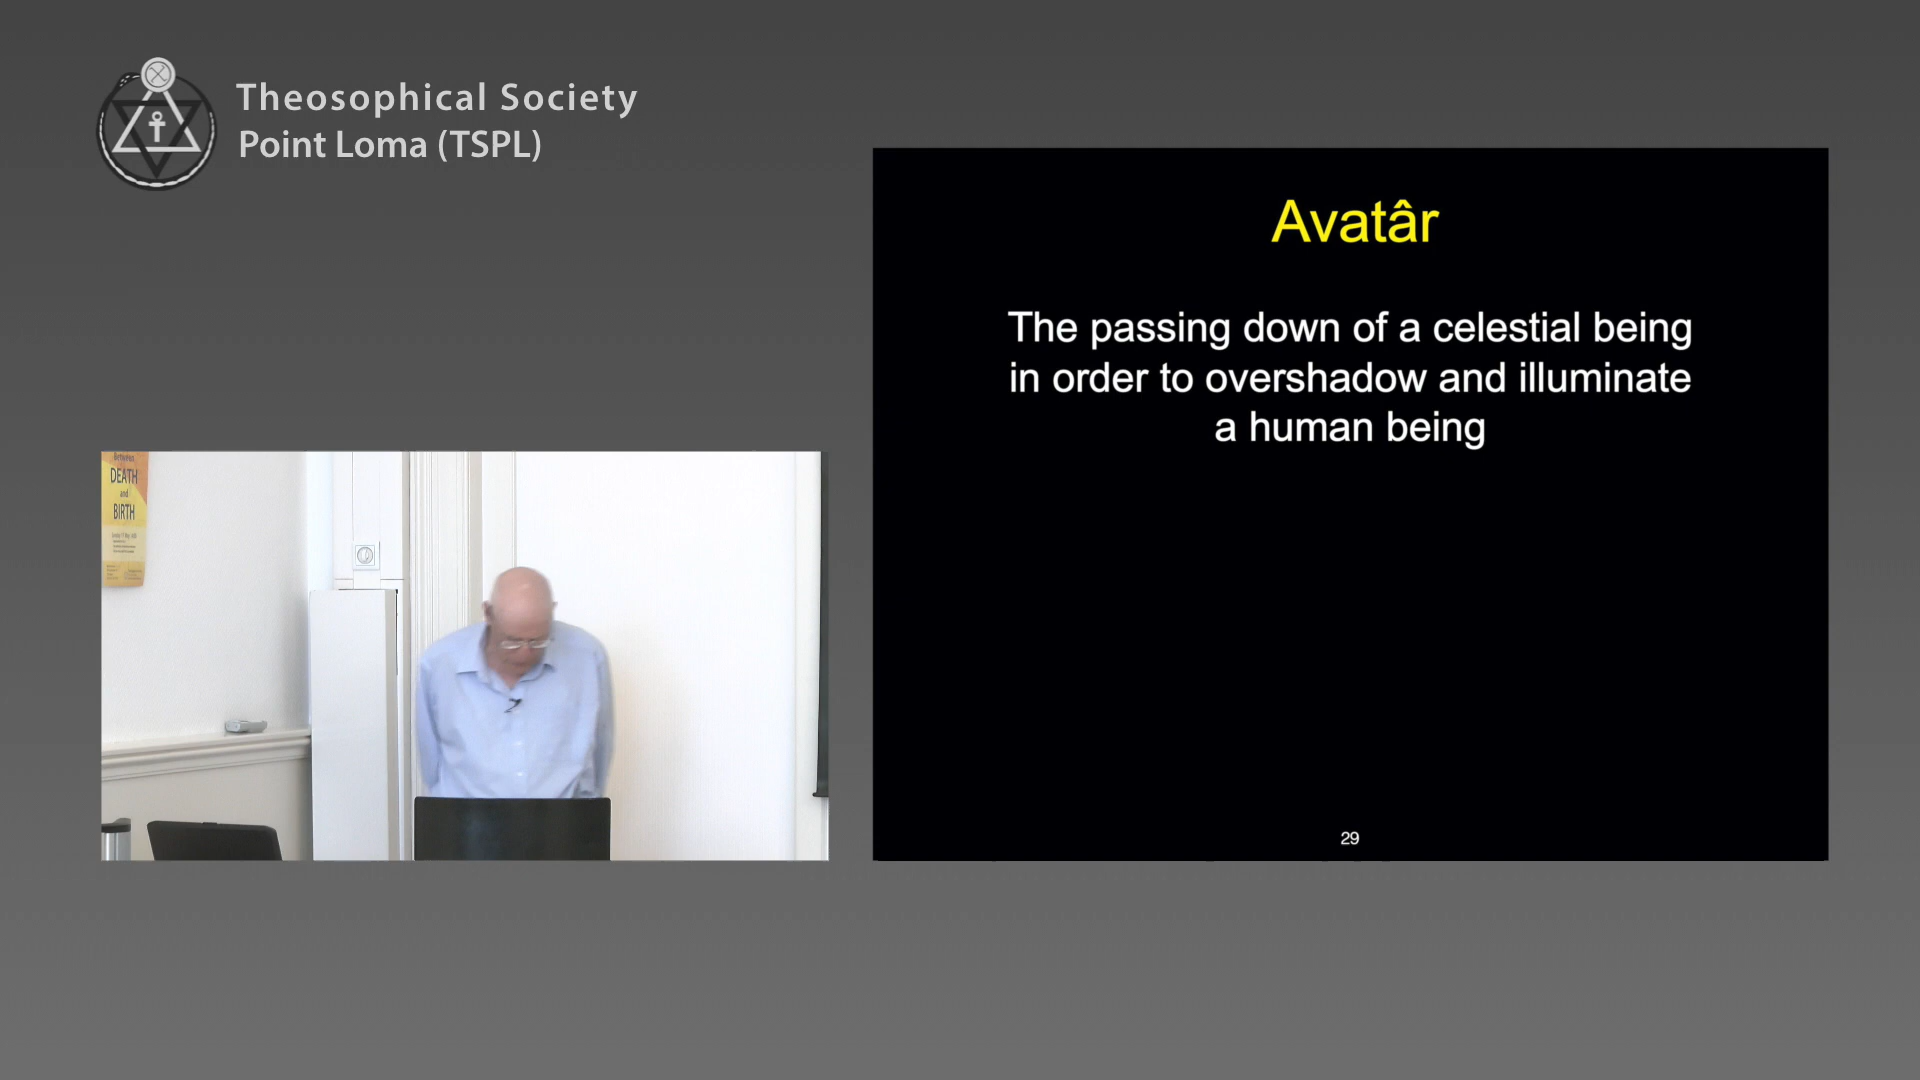 Theosophical Society
Point Loma (TSPL)
Avatâr
The passing down of a celestial being
in order to overshadow and illuminate
a human being
29
Between
DEATH
and
BIRTH